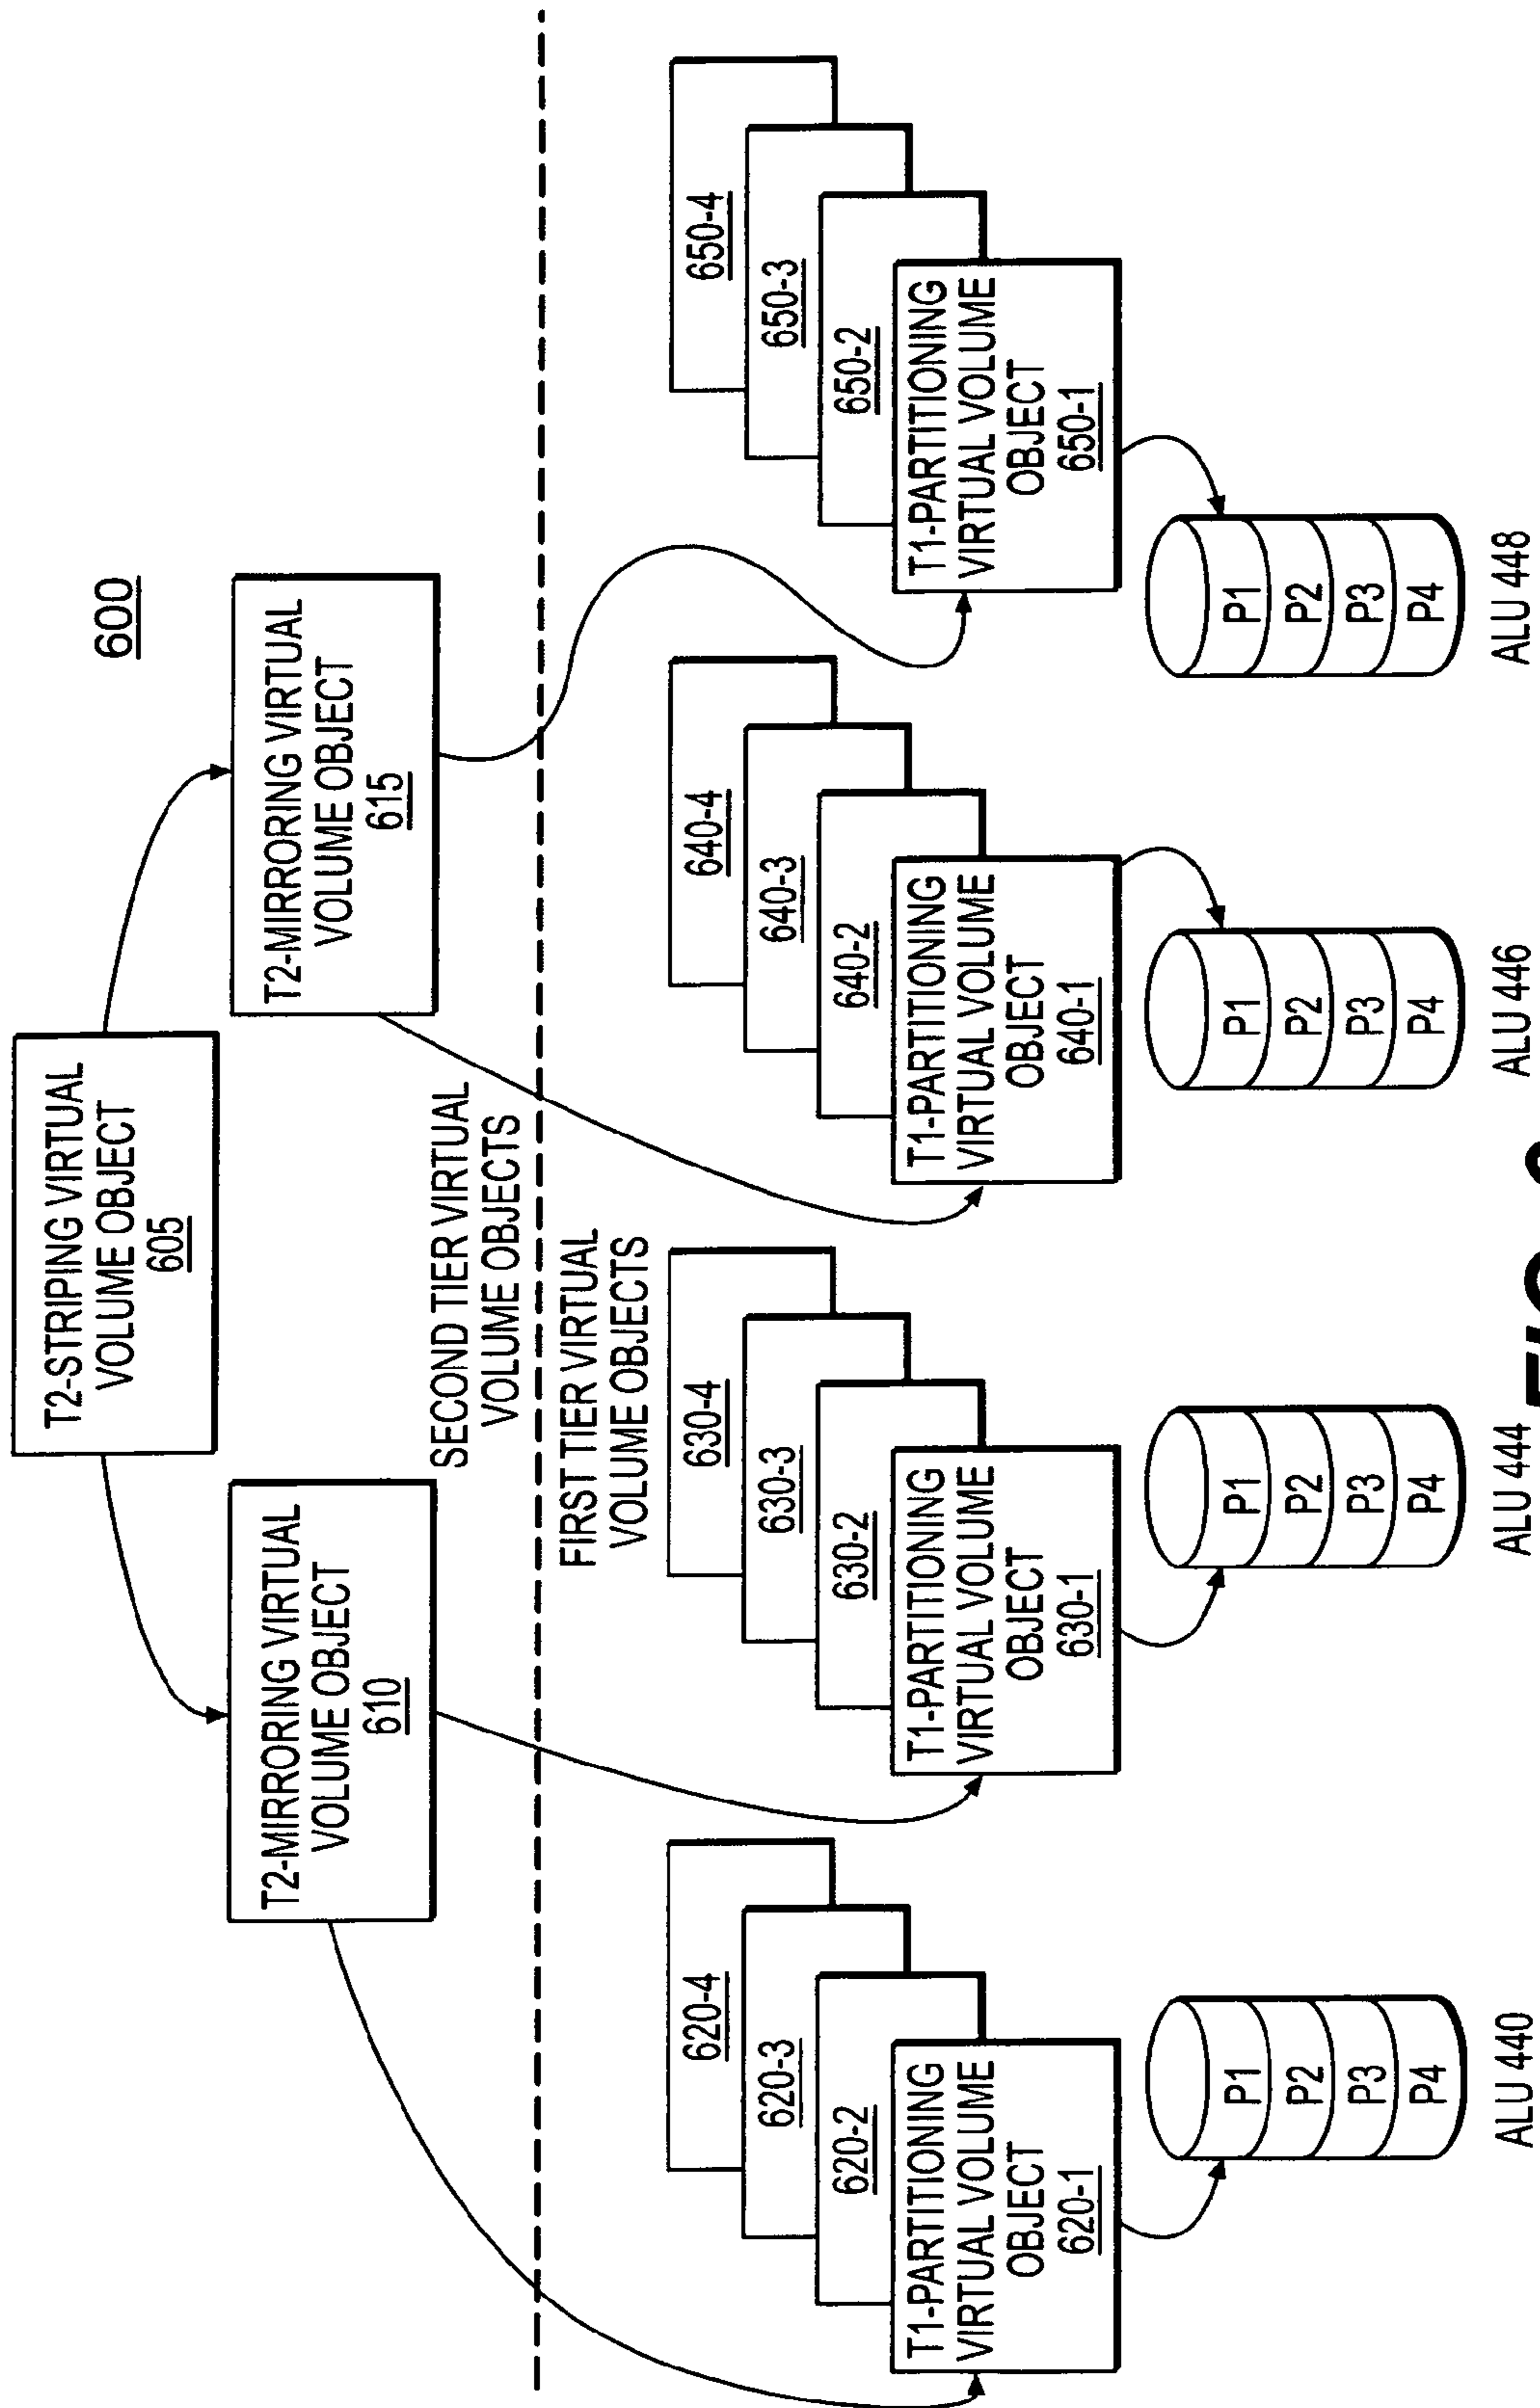 600
T2-STRIPING VIRTUAL
VOLUME OBJECT
605
T2-MIRRORING VIRTUAL
VOLUME OBJECT
610
T2-MIRRORING VIRTUAL
VOLUME OBJECT
615
SECOND TIER VIRTUAL
VOLUME OBJECTS
FIRST TIER VIRTUAL
VOLUME OBJECTS
620-4
620-3
620-2
T1-PARTITIONING
VIRTUAL VOLUME
OBJECT
620-1
630-4
630-3
630-2
T1-PARTITIONING
VIRTUAL VOLUME
OBJECT
630-1
640-4
640-3
640-2
T1-PARTITIONING
VIRTUAL VOLUME
OBJECT
640-1
650-4
650-3
650-2
T1-PARTITIONING
VIRTUAL VOLUME
OBJECT
650-1
P1
P2
P3
P4
ALU 440
P1
P2
P3
P4
ALU 444
P1
P2
P3
P4
ALU 446
P1
P2
P3
P4
ALU 448